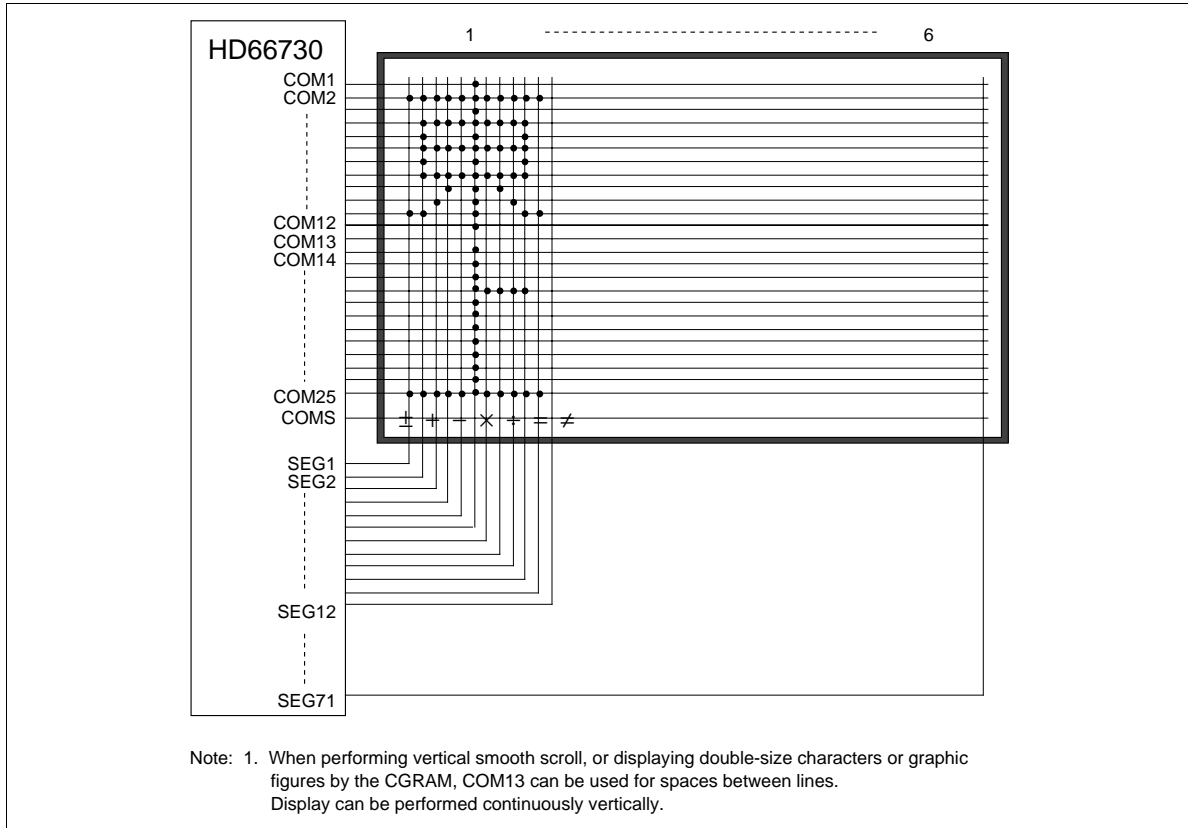 1 6
HD66730
COM1
COM2
COM12
COM13
COM14
COM25
COMS
± + − × ÷ = ≠
SEG1
SEG2
SEG12
SEG71
Note: 1. When performing vertical smooth scroll, or displaying double-size characters or graphic
figures by the CGRAM, COM13 can be used for spaces between lines.
Display can be performed continuously vertically.